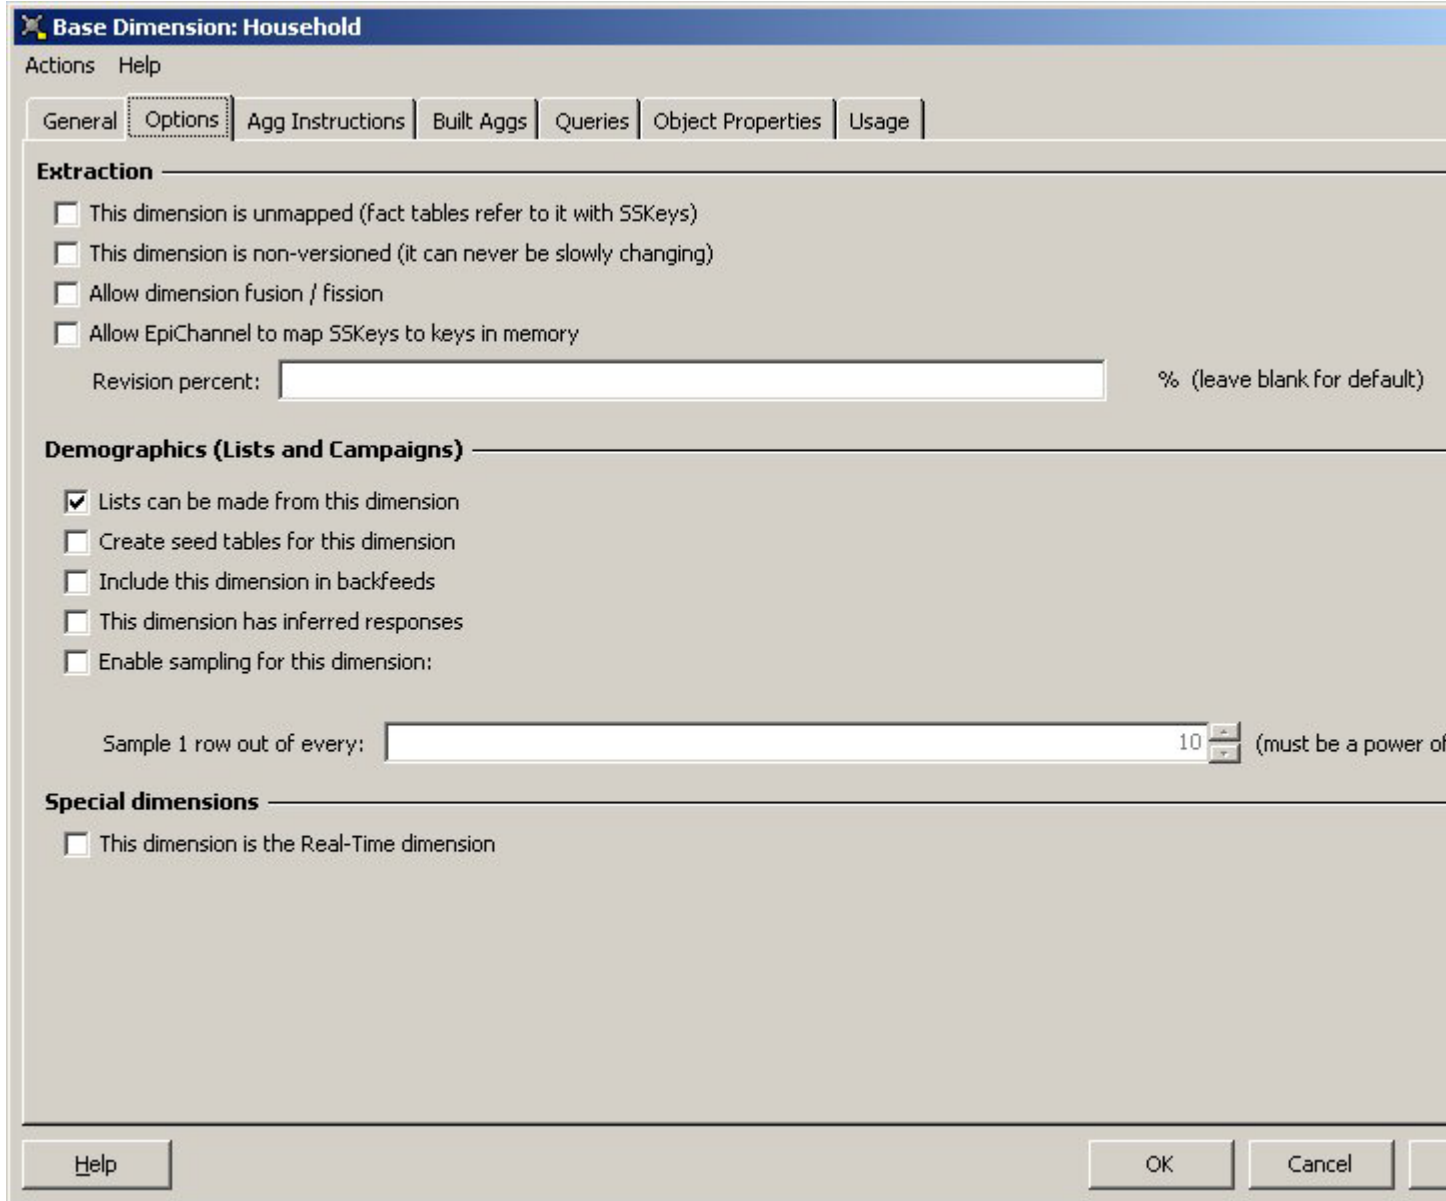 Base Dimension: Household
Actions Help
General Options Agg Instructions Built Aggs Queries Object Properties Usage
Extraction
This dimension is unmapped (fact tables refer to it with SSKeys)
This dimension is non-versioned (it can never be slowly changing)
Allow dimension fusion / fission
Allow EpiChannel to map SSKeys to keys in memory
Revision percent: % (leave blank for default)
Demographics (Lists and Campaigns)
Lists can be made from this dimension
Create seed tables for this dimension
Include this dimension in backfeeds
This dimension has inferred responses
Enable sampling for this dimension:
Sample 1 row out of every: 10 (must be a power of
Special dimensions
This dimension is the Real-Time dimension
Help OK Cancel